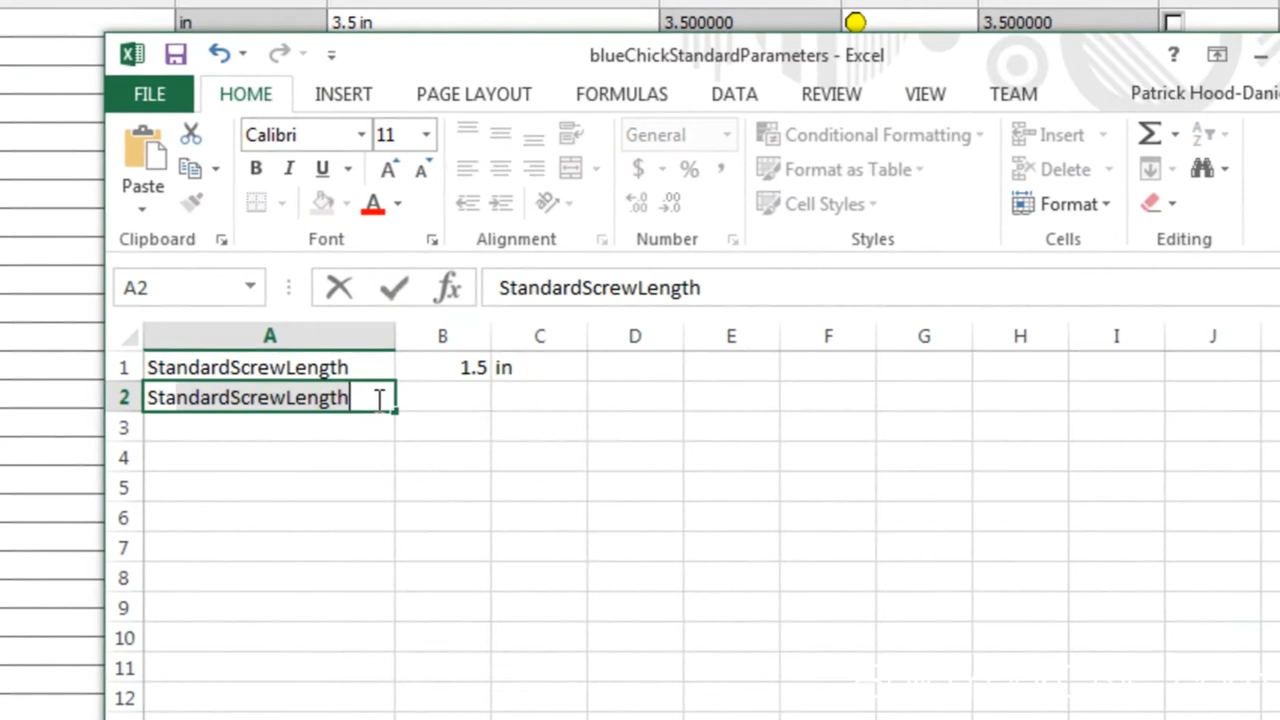 in 3.5 in 3.500000 3.500000
blueChickStandardParameters - Excel ?
FILE HOME INSERT PAGE LAYOUT FORMULAS DATA REVIEW VIEW TEAM Patrick Hood-Danie
Calibri 11 General Conditional Formatting Insert Σ
Paste B I U A A $ % , Format as Table Delete
A Cell Styles Format
Clipboard Font Alignment Number Styles Cells Editing
A2 fx StandardScrewLength
A B C D E F G H I J
1 StandardScrewLength 1.5 in
2 StandardScrewLength
3
4
5
6
7
8
9
10
11
12